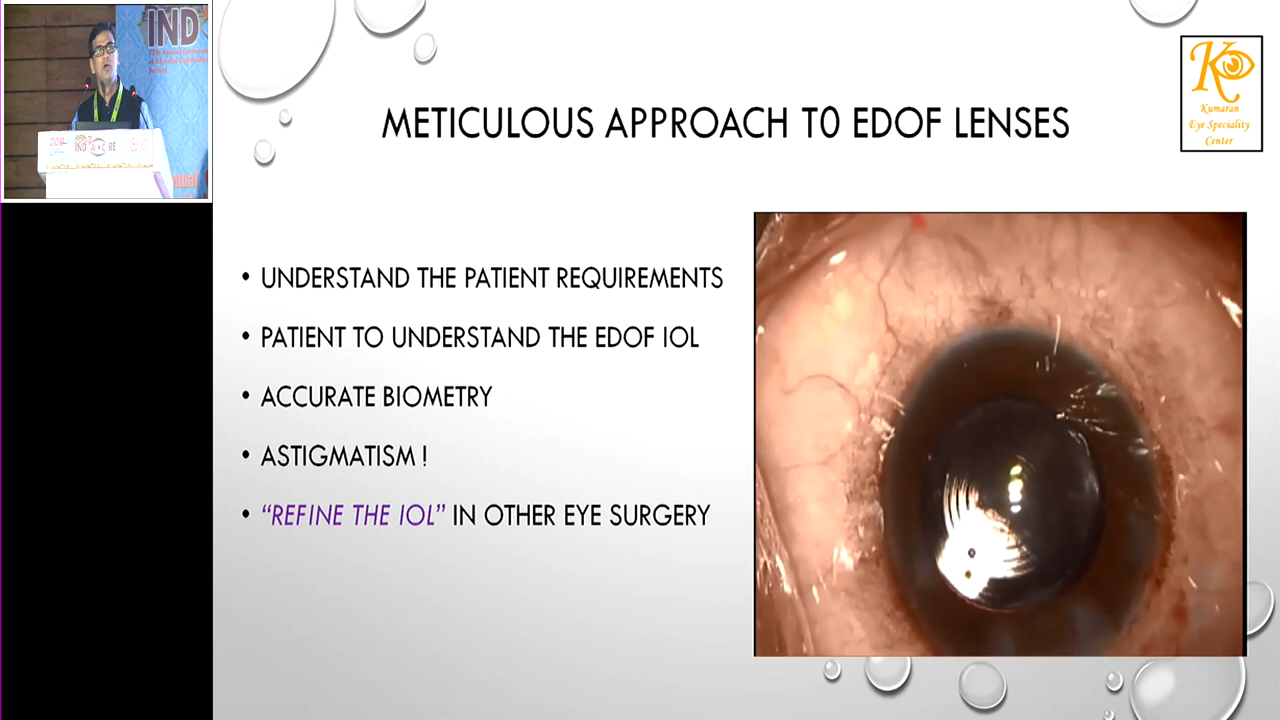 IND
METICULOUS APPROACH T0 EDOF LENSES
Kumaran
Eye Speciality
Center
• UNDERSTAND THE PATIENT REQUIREMENTS
• PATIENT TO UNDERSTAND THE EDOF IOL
• ACCURATE BIOMETRY
• ASTIGMATISM !
• “REFINE THE IOL” IN OTHER EYE SURGERY